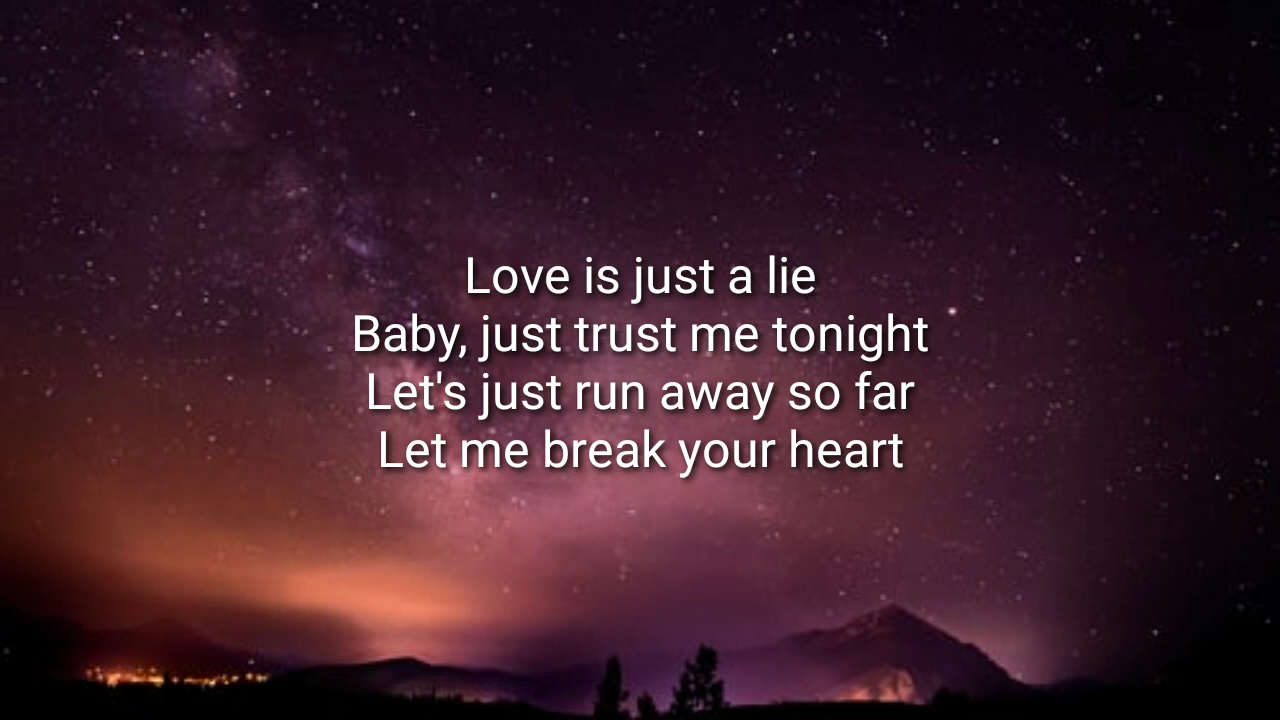 Love is just a lie
Baby, just trust me tonight
Let's just run away so far
Let me break your heart